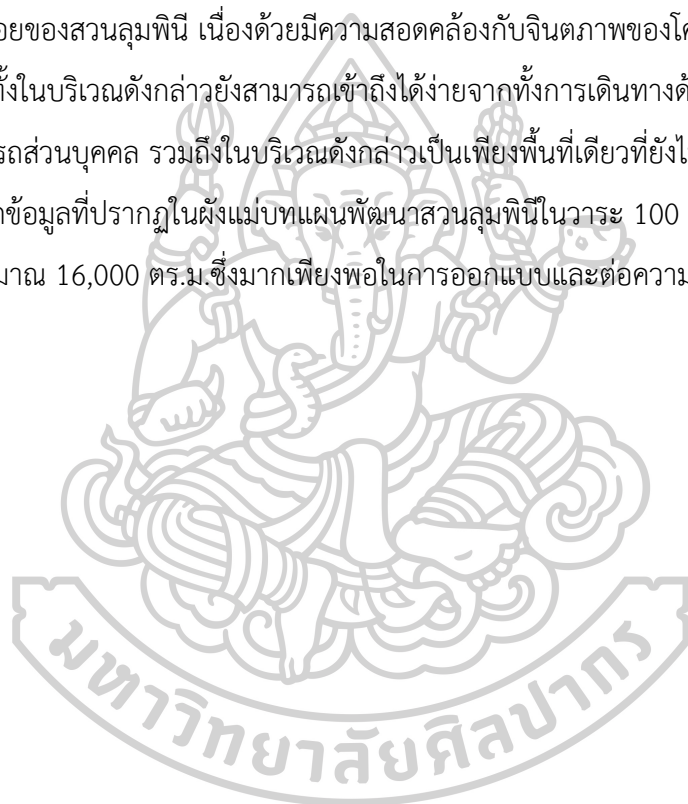 อยของสวนลุมพินี เนื่องด้วยมีความสอดคล้องกับจินตภาพของโค
ทั้งในบริเวณดังกล่าวยังสามารถเข้าถึงได้ง่ายจากทั้งการเดินทางด้
รถส่วนบุคคล รวมถึงในบริเวณดังกล่าวเป็นเพียงพื้นที่เดียวที่ยังไ
ข้อมูลที่ปรากฏในผังแม่บทแผนพัฒนาสวนลุมพินีในวาระ 100
มาณ 16,000 ตร.ม.ซึ่งมากเพียงพอในการออกแบบและต่อความ
มหาวิทยาลัยศิลปากร